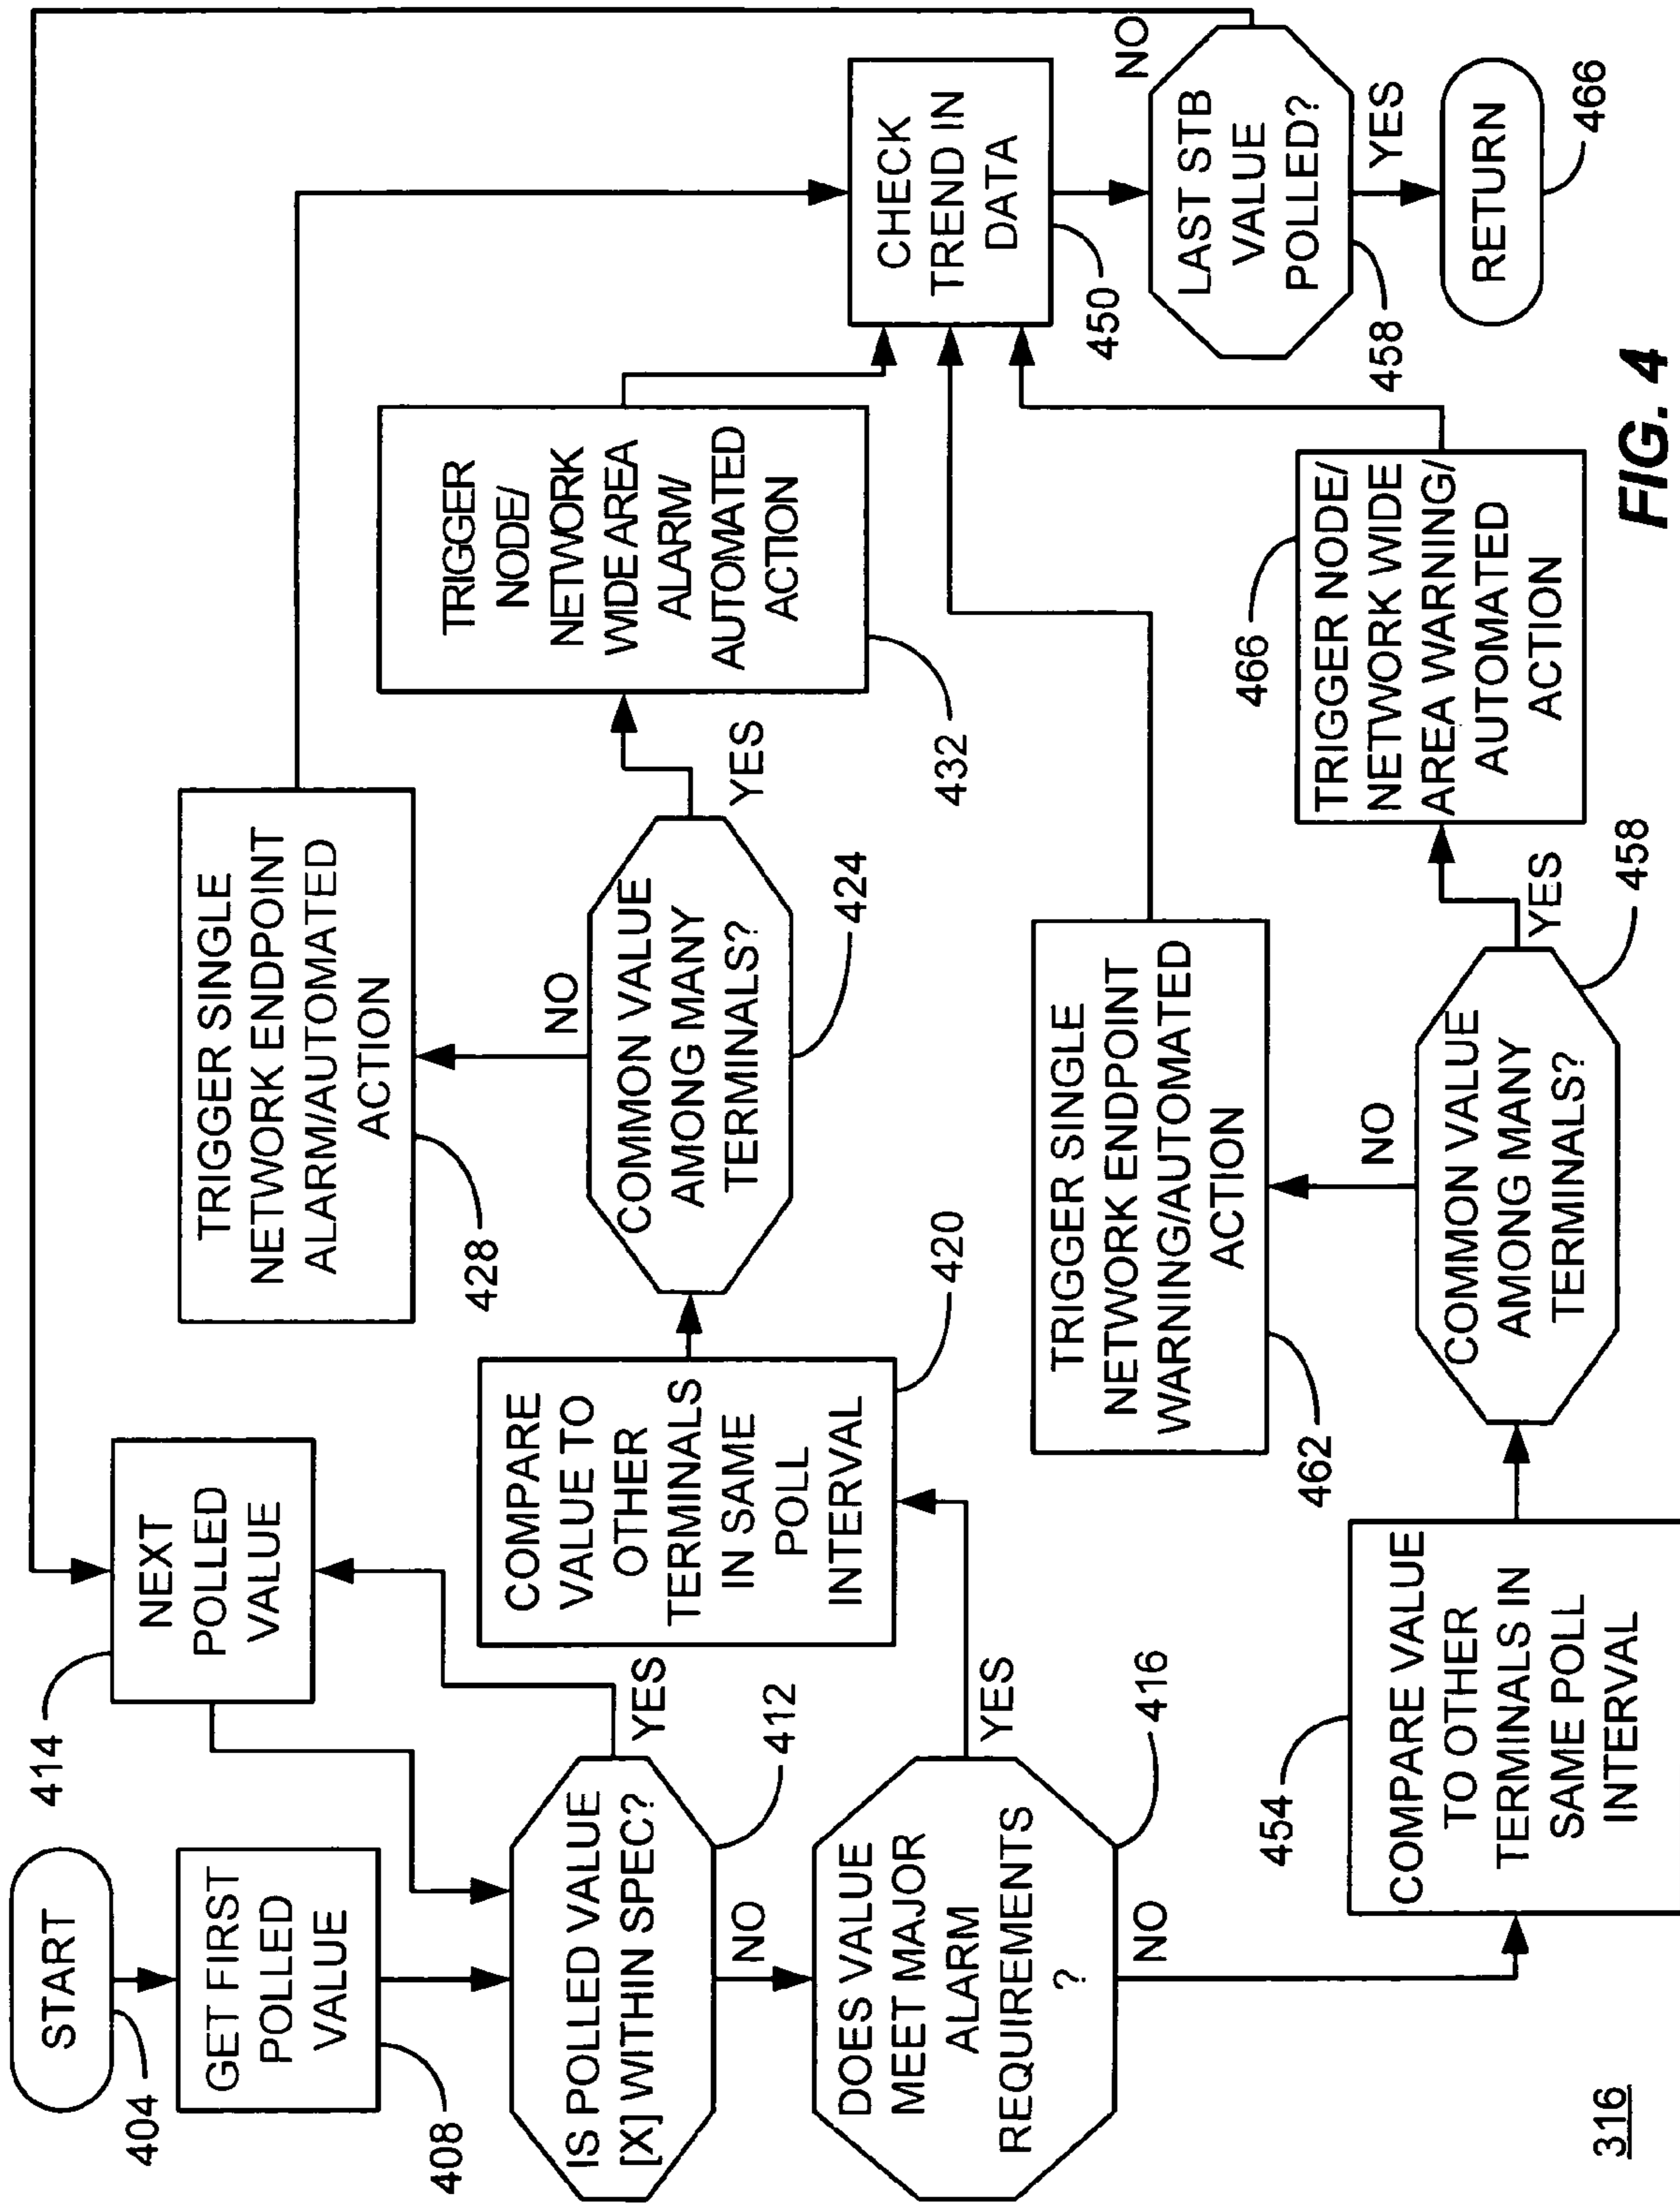 START
404
GET FIRST
POLLED
VALUE
408
414
NEXT
POLLED
VALUE
IS POLLED VALUE
[X] WITHIN SPEC?
YES
412
NO
DOES VALUE
MEET MAJOR
ALARM
REQUIREMENTS
?
YES
416
NO
COMPARE
VALUE TO
OTHER
TERMINALS
IN SAME
POLL
INTERVAL
420
COMMON VALUE
AMONG MANY
TERMINALS?
424
NO
YES
TRIGGER SINGLE
NETWORK ENDPOINT
ALARM/AUTOMATED
ACTION
428
TRIGGER
NODE/
NETWORK
WIDE AREA
ALARM/
AUTOMATED
ACTION
432
454
COMPARE VALUE
TO OTHER
TERMINALS IN
SAME POLL
INTERVAL
COMMON VALUE
AMONG MANY
TERMINALS?
458
NO
YES
TRIGGER SINGLE
NETWORK ENDPOINT
WARNING/AUTOMATED
ACTION
462
466
TRIGGER NODE/
NETWORK WIDE
AREA WARNING/
AUTOMATED
ACTION
CHECK
TREND IN
DATA
450
LAST STB
VALUE
POLLED?
NO
458
YES
RETURN
466
316
FIG. 4